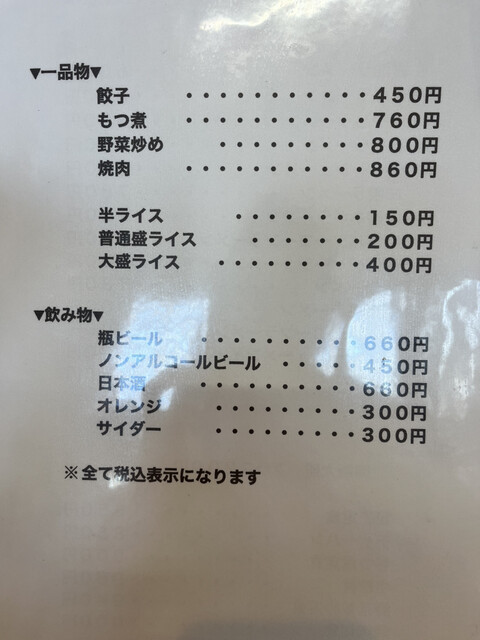 ▼一品物▼
餃子 ・・・・・・・・・・・450円
もつ煮 ・・・・・・・・・・・760円
野菜炒め ・・・・・・・・・800円
焼肉 ・・・・・・・・・・・860円
半ライス ・・・・・・・・150円
普通盛ライス ・・・・・・・200円
大盛ライス ・・・・・・・・・400円
▼飲み物▼
瓶ビール ・・・・・・・・・・660円
ノンアルコールビール ・・・・・450円
日本酒 ・・・・・・・・・・660円
オレンジ ・・・・・・・・・300円
サイダー ・・・・・・・・・300円
※全て税込表示になります